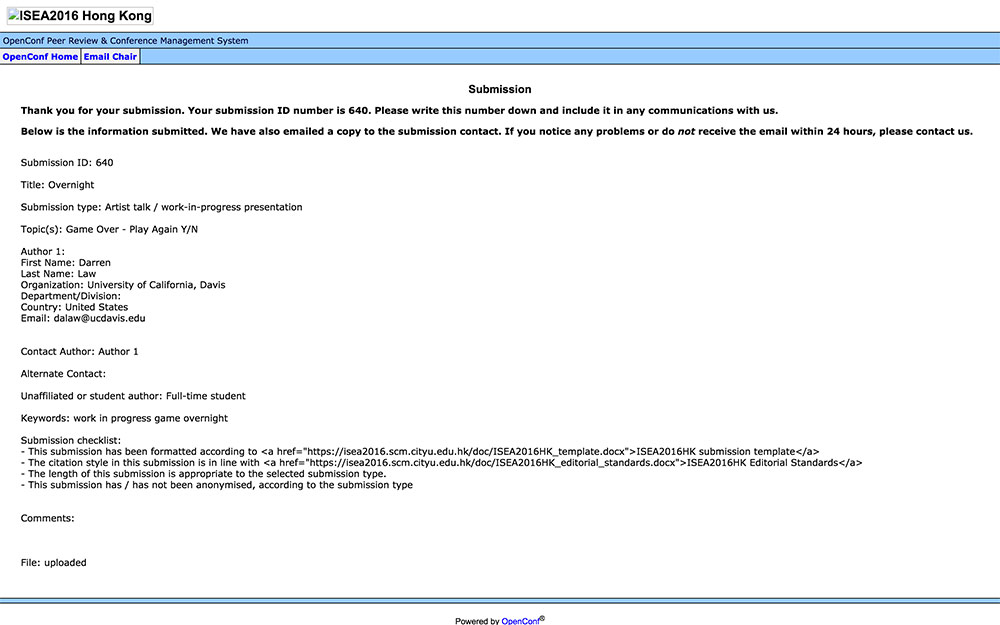 ISEA2016 Hong Kong
OpenConf Peer Review & Conference Management System
OpenConf Home Email Chair
Submission
Thank you for your submission. Your submission ID number is 640. Please write this number down and include it in any communications with us.
Below is the information submitted. We have also emailed a copy to the submission contact. If you notice any problems or do not receive the email within 24 hours, please contact us.
Submission ID: 640
Title: Overnight
Submission type: Artist talk / work-in-progress presentation
Topic(s): Game Over - Play Again Y/N
Author 1:
First Name: Darren
Last Name: Law
Organization: University of California, Davis
Department/Division:
Country: United States
Email: dalaw@ucdavis.edu
Contact Author: Author 1
Alternate Contact:
Unaffiliated or student author: Full-time student
Keywords: work in progress game overnight
Submission checklist:
- This submission has been formatted according to <a href="https://isea2016.scm.cityu.edu.hk/doc/ISEA2016HK_template.docx">ISEA2016HK submission template</a>
- The citation style in this submission is in line with <a href="https://isea2016.scm.cityu.edu.hk/doc/ISEA2016HK_editorial_standards.docx">ISEA2016HK Editorial Standards</a>
- The length of this submission is appropriate to the selected submission type.
- This submission has / has not been anonymised, according to the submission type
Comments:
File: uploaded
Powered by OpenConf®